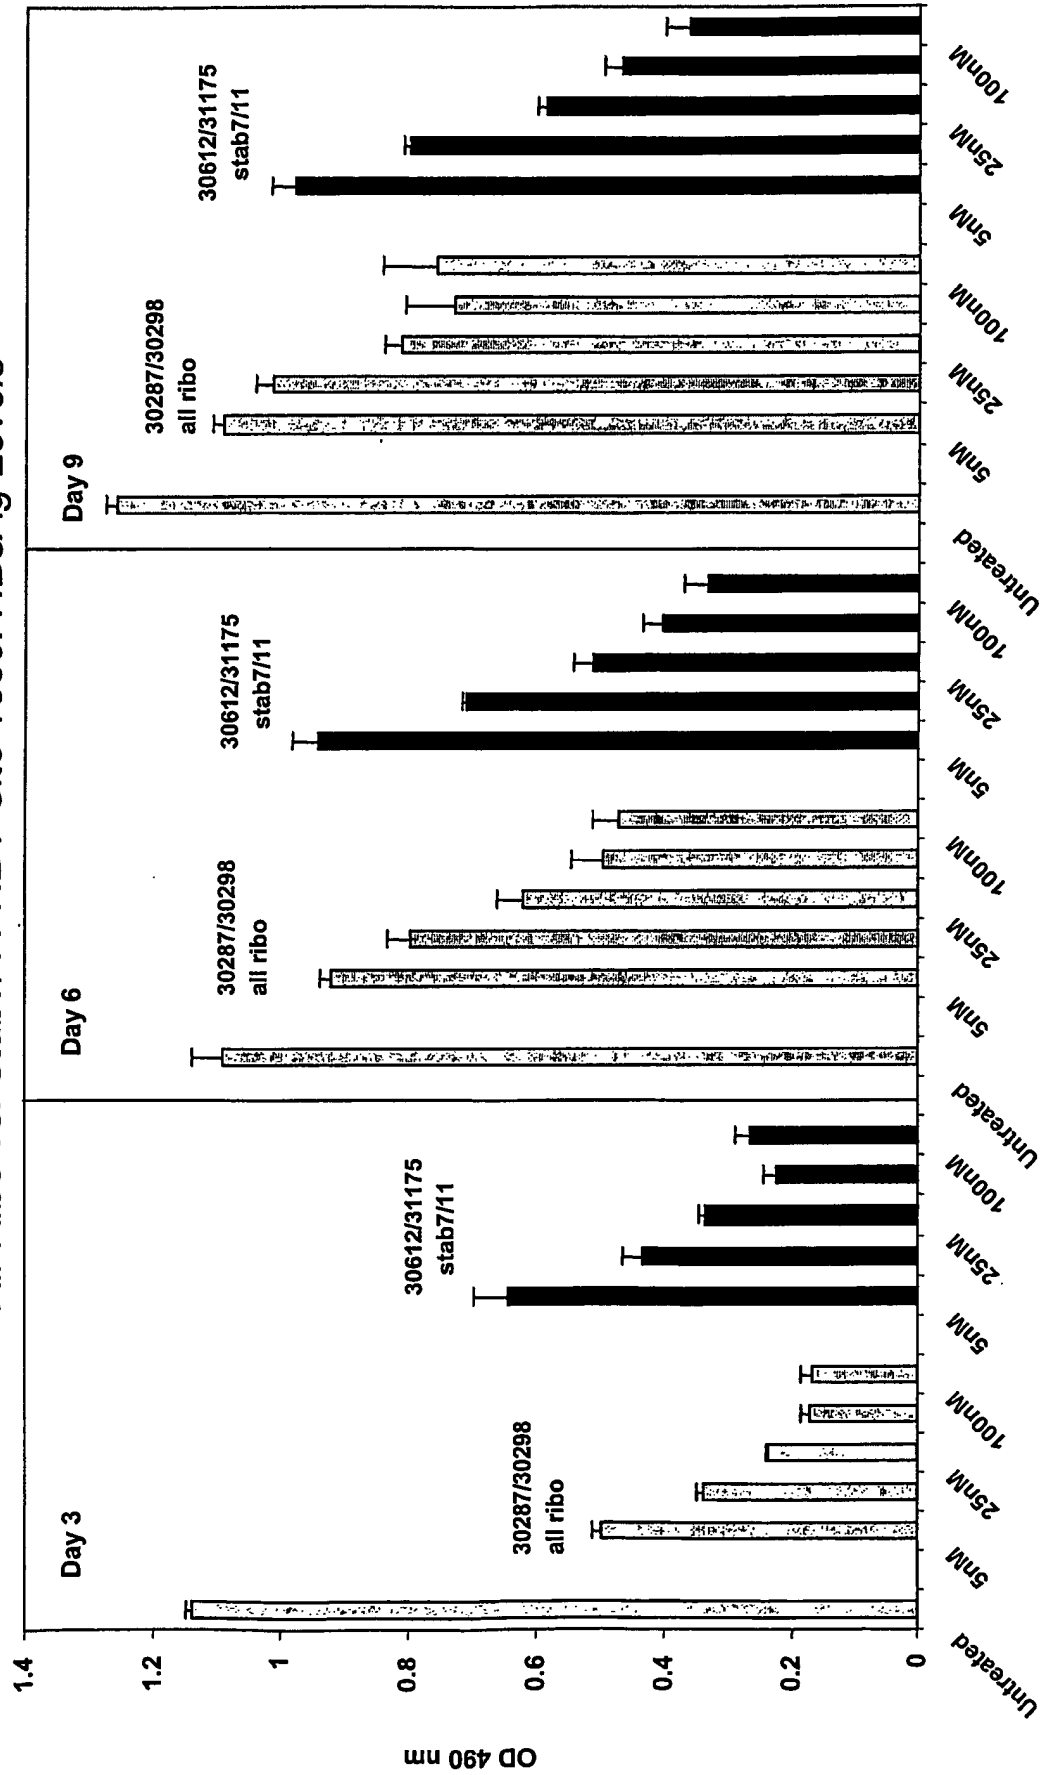 HBsAg Levels
OD 490 nm
1.4
1.2
1
0.8
0.6
0.4
0.2
0
Day 3
30287/30298
all ribo
30612/31175
stab7/11
Day 6
30287/30298
all ribo
30612/31175
stab7/11
Day 9
30287/30298
all ribo
30612/31175
stab7/11
Untreated
5nM
25nM
100nM
5nM
25nM
100nM
Untreated
5nM
25nM
100nM
5nM
25nM
100nM
Untreated
5nM
25nM
100nM
5nM
25nM
100nM